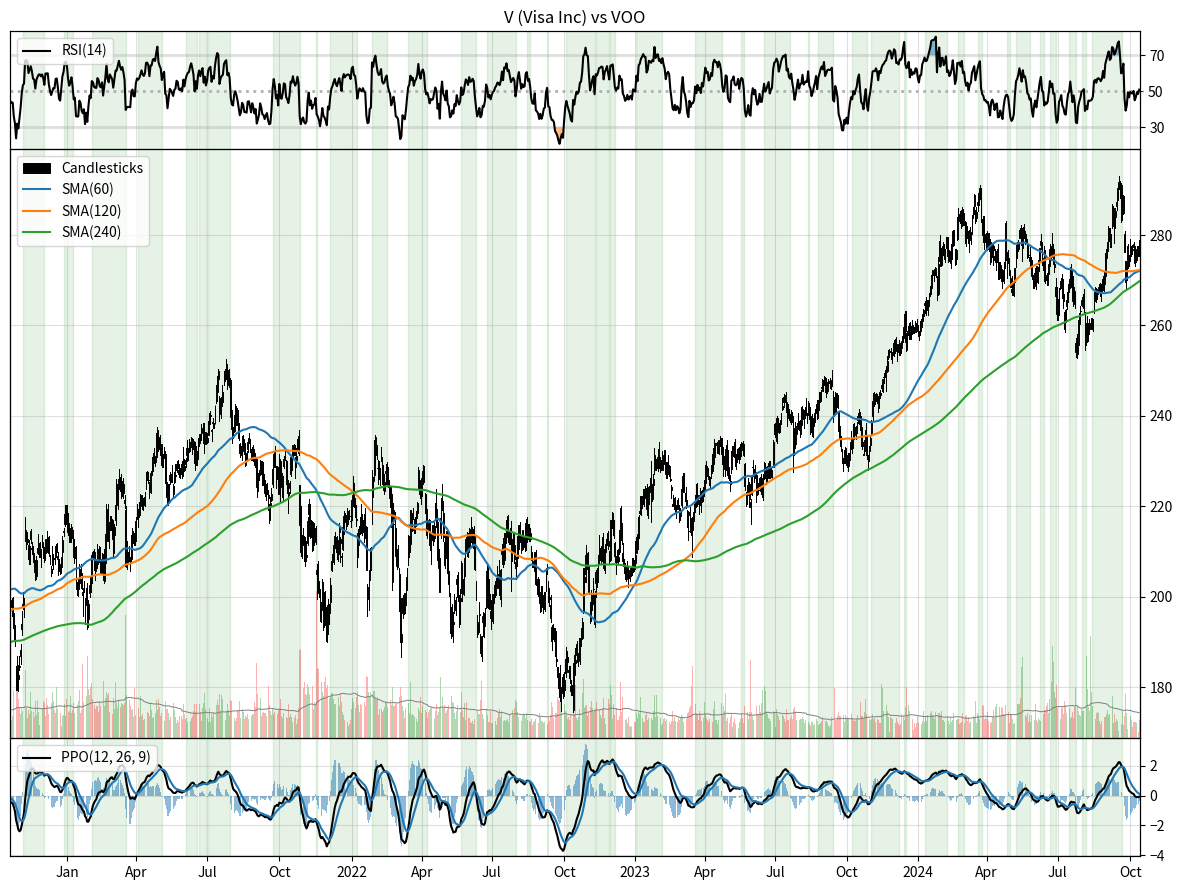 V (Visa Inc) vs VOO
RSI(14)
70
50
30
Candlesticks
SMA(60)
SMA(120)
SMA(240)
280
260
240
220
200
180
PPO(12, 26, 9)
2
0
−2
−4
Jan Apr Jul Oct 2022 Apr Jul Oct 2023 Apr Jul Oct 2024 Apr Jul Oct